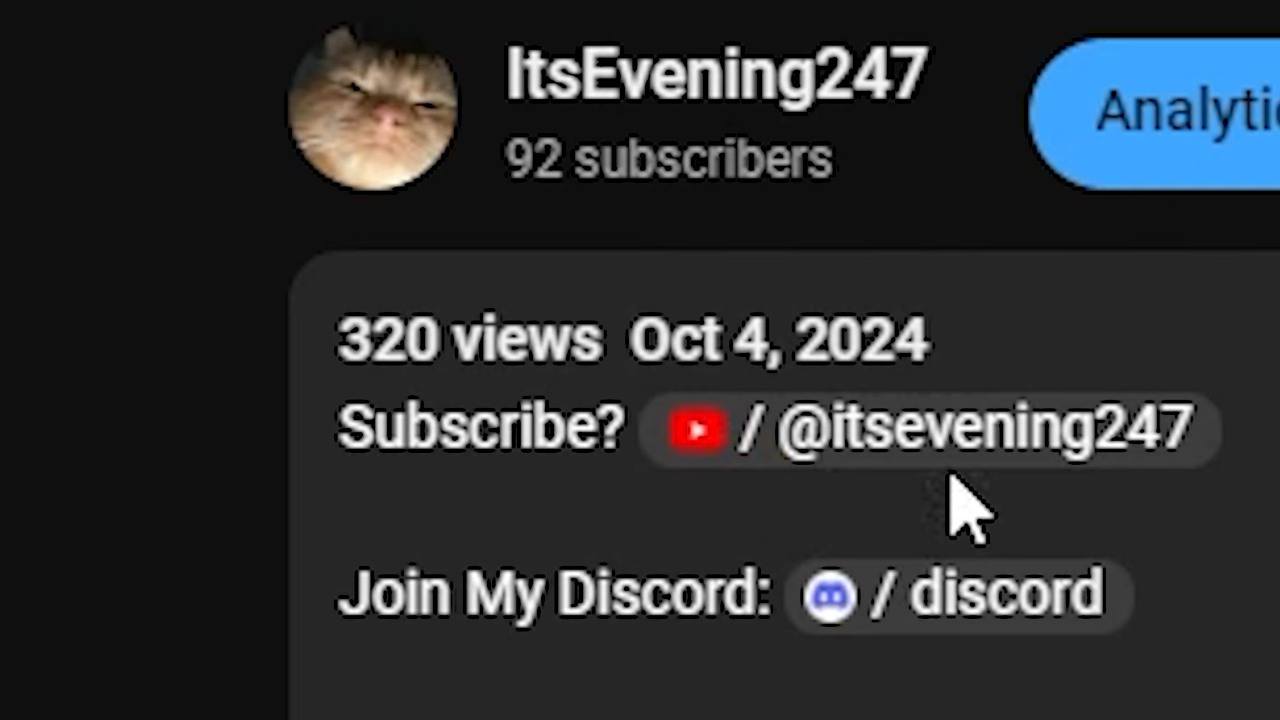 ItsEvening247
92 subscribers
Analytic
320 views  Oct 4, 2024
Subscribe? / @itsevening247
Join My Discord: / discord